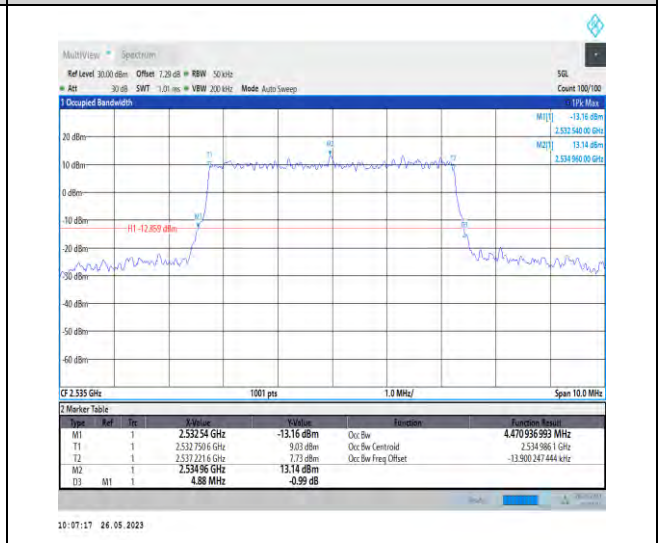 MultiView Spectrum
Ref Level 30.00 dBm Offset 7.29 dB RBW 50 kHz SGL
Att 30 dB SWT 1.01 ms VBW 200 kHz Mode Auto Sweep Count 100/100
1 Occupied Bandwidth 1Pk Max
M1[1] -13.16 dBm
2.532 540 00 GHz
M2[1] 13.14 dBm
2.534 960 00 GHz
20 dBm
M2
T1
T2
10 dBm
0 dBm
M1
-10 dBm
H1 -12.859 dBm
D3
-20 dBm
-30 dBm
-40 dBm
-50 dBm
-60 dBm
CF 2.535 GHz 1001 pts 1.0 MHz/ Span 10.0 MHz
2 Marker Table
Type Ref Trc X-Value Y-Value Function Function Result
M1 1 2.53254 GHz -13.16 dBm Occ Bw 4.470 936 993 MHz
T1 1 2.532 750 6 GHz 9.03 dBm Occ Bw Centroid 2.534 986 1 GHz
T2 1 2.537 221 6 GHz 7.73 dBm Occ Bw Freq Offset -13.900 247 444 kHz
M2 1 2.53496 GHz 13.14 dBm
D3 M1 1 4.88 MHz -0.99 dB
10:07:17 26.05.2023